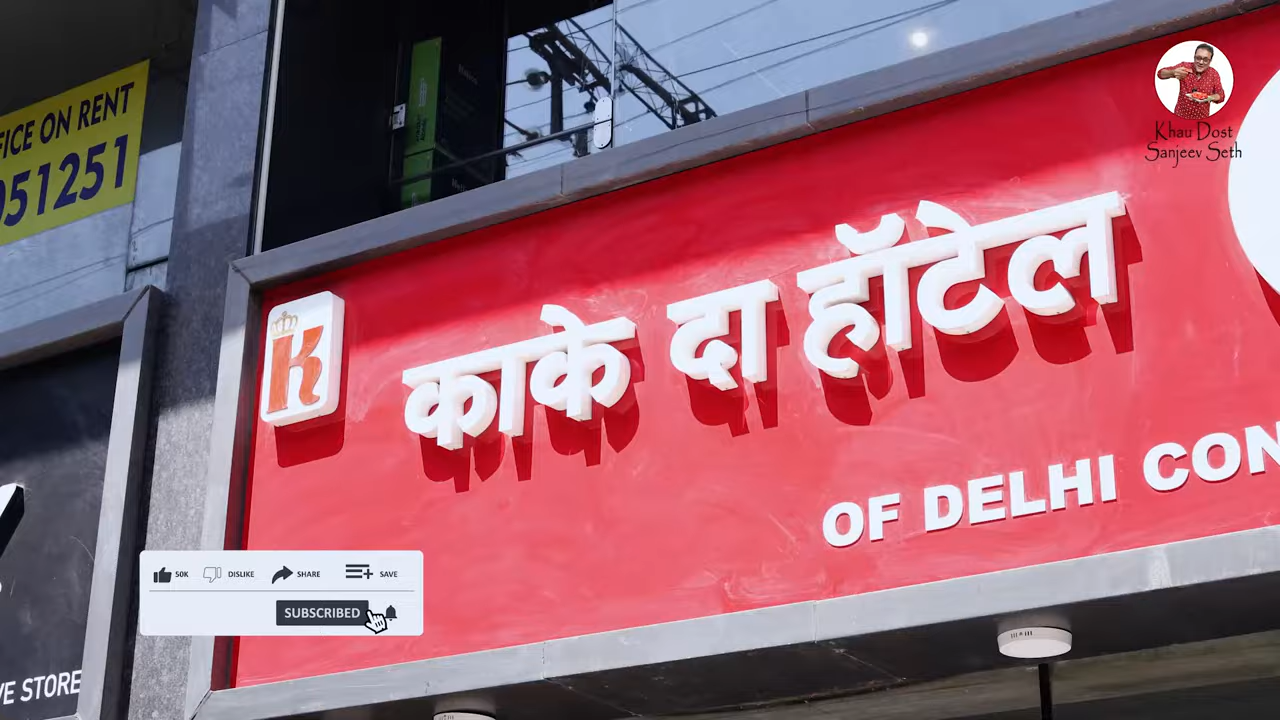 FICE ON RENT
051251
Khau Dost
Sanjeev Seth
K
काके दा हॉटेल
OF DELHI CON
VE STORE
50K DISLIKE SHARE SAVE
SUBSCRIBED